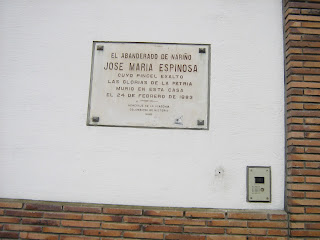 EL ABANDERADO DE NARIÑO
JOSE MARIA ESPINOSA
CUYO PINCEL EXALTO
LAS GLORIAS DE LA PATRIA
MURIO EN ESTA CASA
EL 24 DE FEBRERO DE 1883